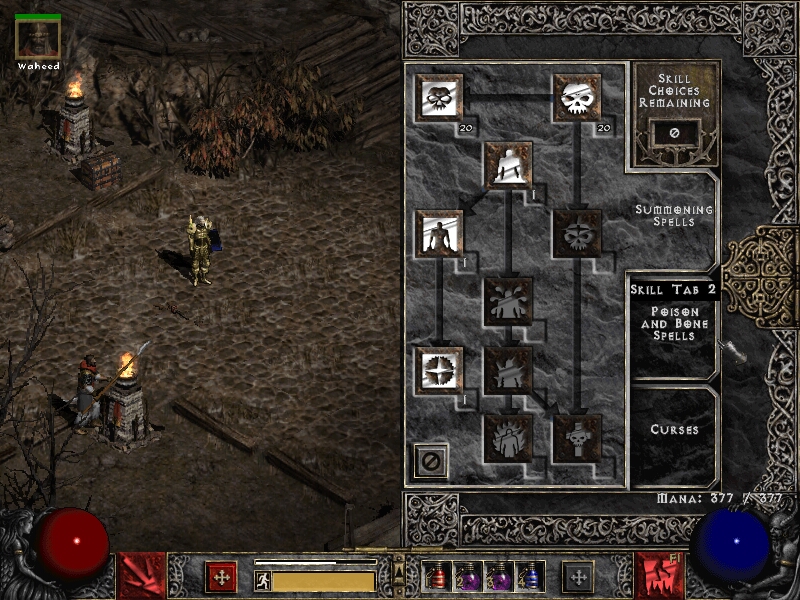 Waheed
Skill
Choices
Remaining
0
20
20
1
Summoning
Spells
1
Skill Tab 2
Poison
and Bone
Spells
1
Curses
Mana: 377 / 377
F1